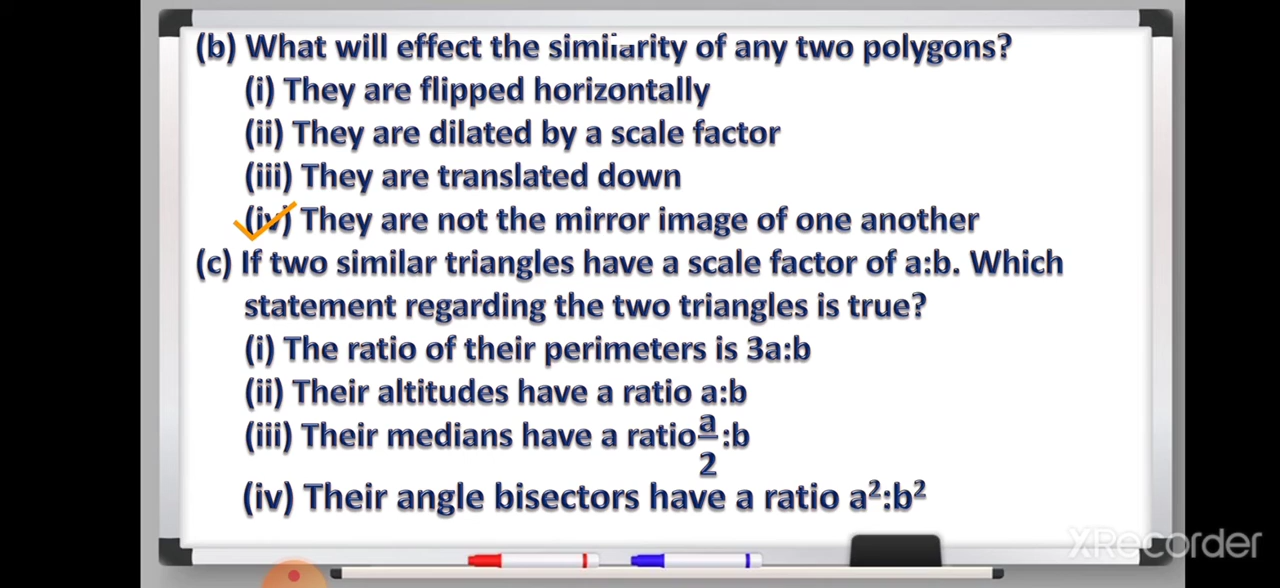 (b) What will effect the similarity of any two polygons?
(i) They are flipped horizontally
(ii) They are dilated by a scale factor
(iii) They are translated down
(iv) They are not the mirror image of one another
(c) If two similar triangles have a scale factor of a:b. Which
statement regarding the two triangles is true?
(i) The ratio of their perimeters is 3a:b
(ii) Their altitudes have a ratio a:b
(iii) Their medians have a ratio a/2:b
(iv) Their angle bisectors have a ratio a²:b²
XRecorder